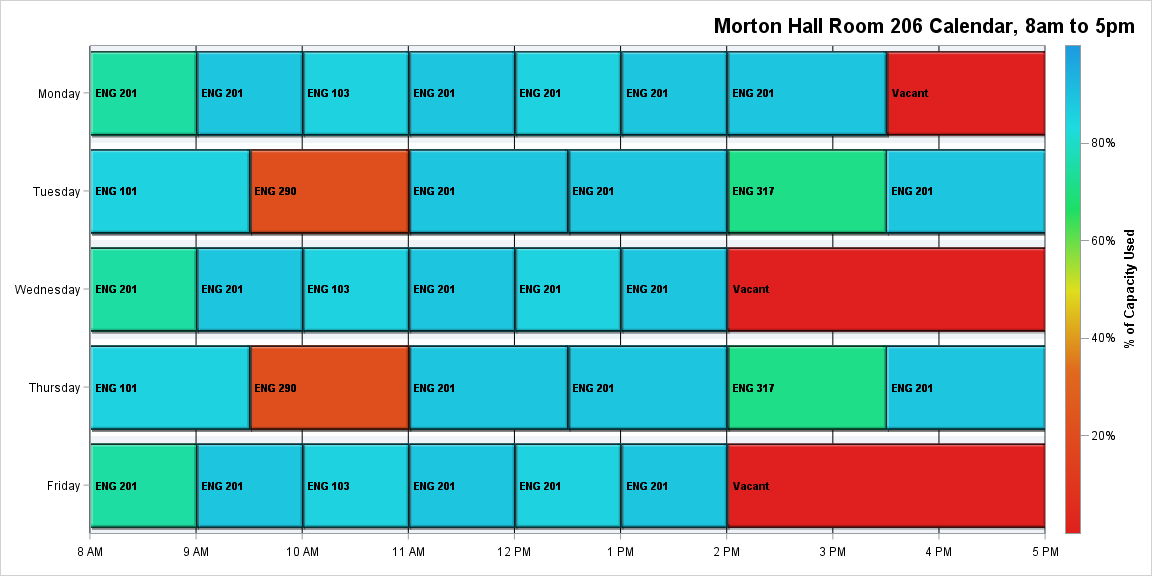 Morton Hall Room 206 Calendar, 8am to 5pm
Monday ENG 201 ENG 201 ENG 103 ENG 201 ENG 201 ENG 201 ENG 201 Vacant
Tuesday ENG 101 ENG 290 ENG 201 ENG 201 ENG 317 ENG 201
Wednesday ENG 201 ENG 201 ENG 103 ENG 201 ENG 201 ENG 201 Vacant
Thursday ENG 101 ENG 290 ENG 201 ENG 201 ENG 317 ENG 201
Friday ENG 201 ENG 201 ENG 103 ENG 201 ENG 201 ENG 201 Vacant
8 AM 9 AM 10 AM 11 AM 12 PM 1 PM 2 PM 3 PM 4 PM 5 PM
80%
60%
40%
20%
% of Capacity Used